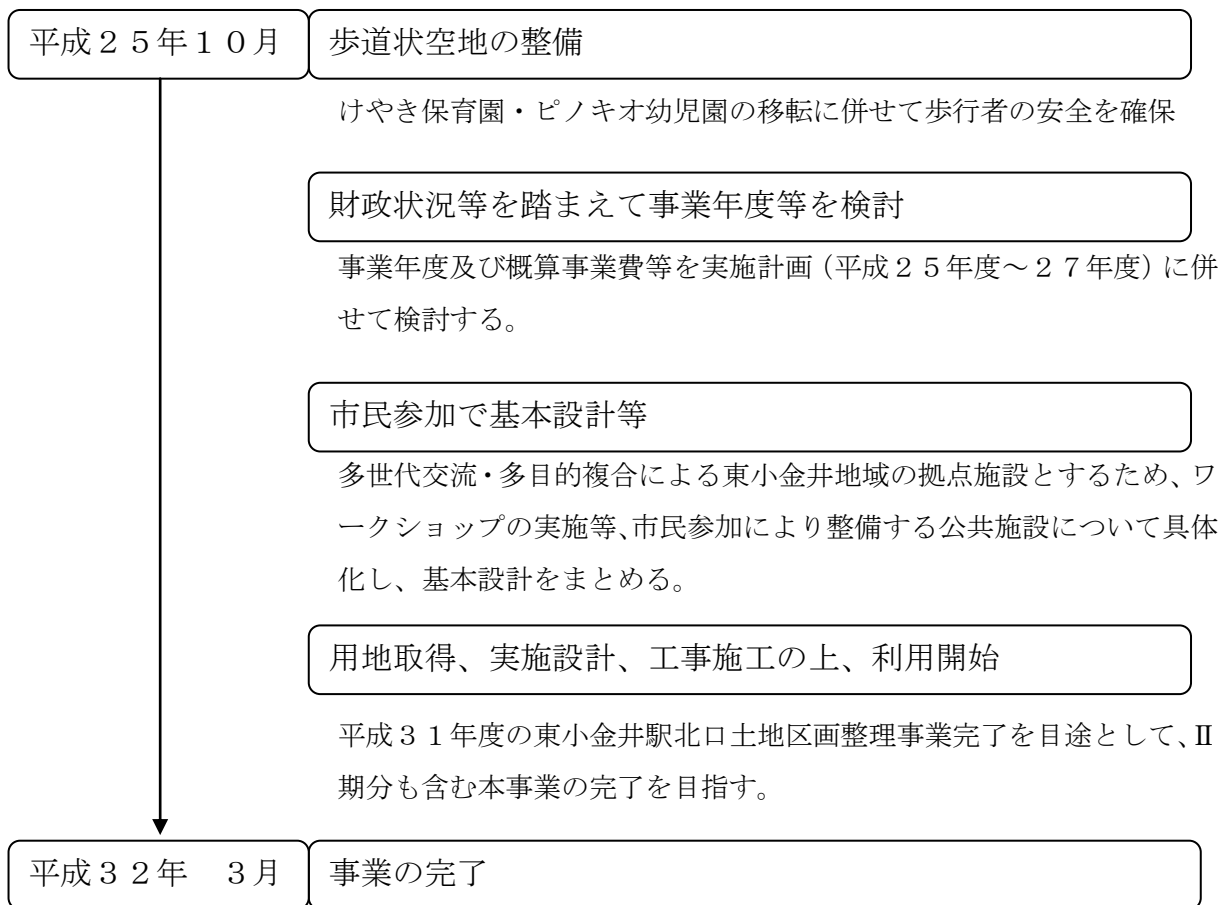 平成２５年１０月
歩道状空地の整備
けやき保育園・ピノキオ幼児園の移転に併せて歩行者の安全を確保
財政状況等を踏まえて事業年度等を検討
事業年度及び概算事業費等を実施計画（平成２５年度～２７年度）に併
せて検討する。
市民参加で基本設計等
多世代交流・多目的複合による東小金井地域の拠点施設とするため、ワ
ークショップの実施等、市民参加により整備する公共施設について具体
化し、基本設計をまとめる。
用地取得、実施設計、工事施工の上、利用開始
平成３１年度の東小金井駅北口土地区画整理事業完了を目途として、Ⅱ
期分も含む本事業の完了を目指す。
平成３２年　３月
事業の完了